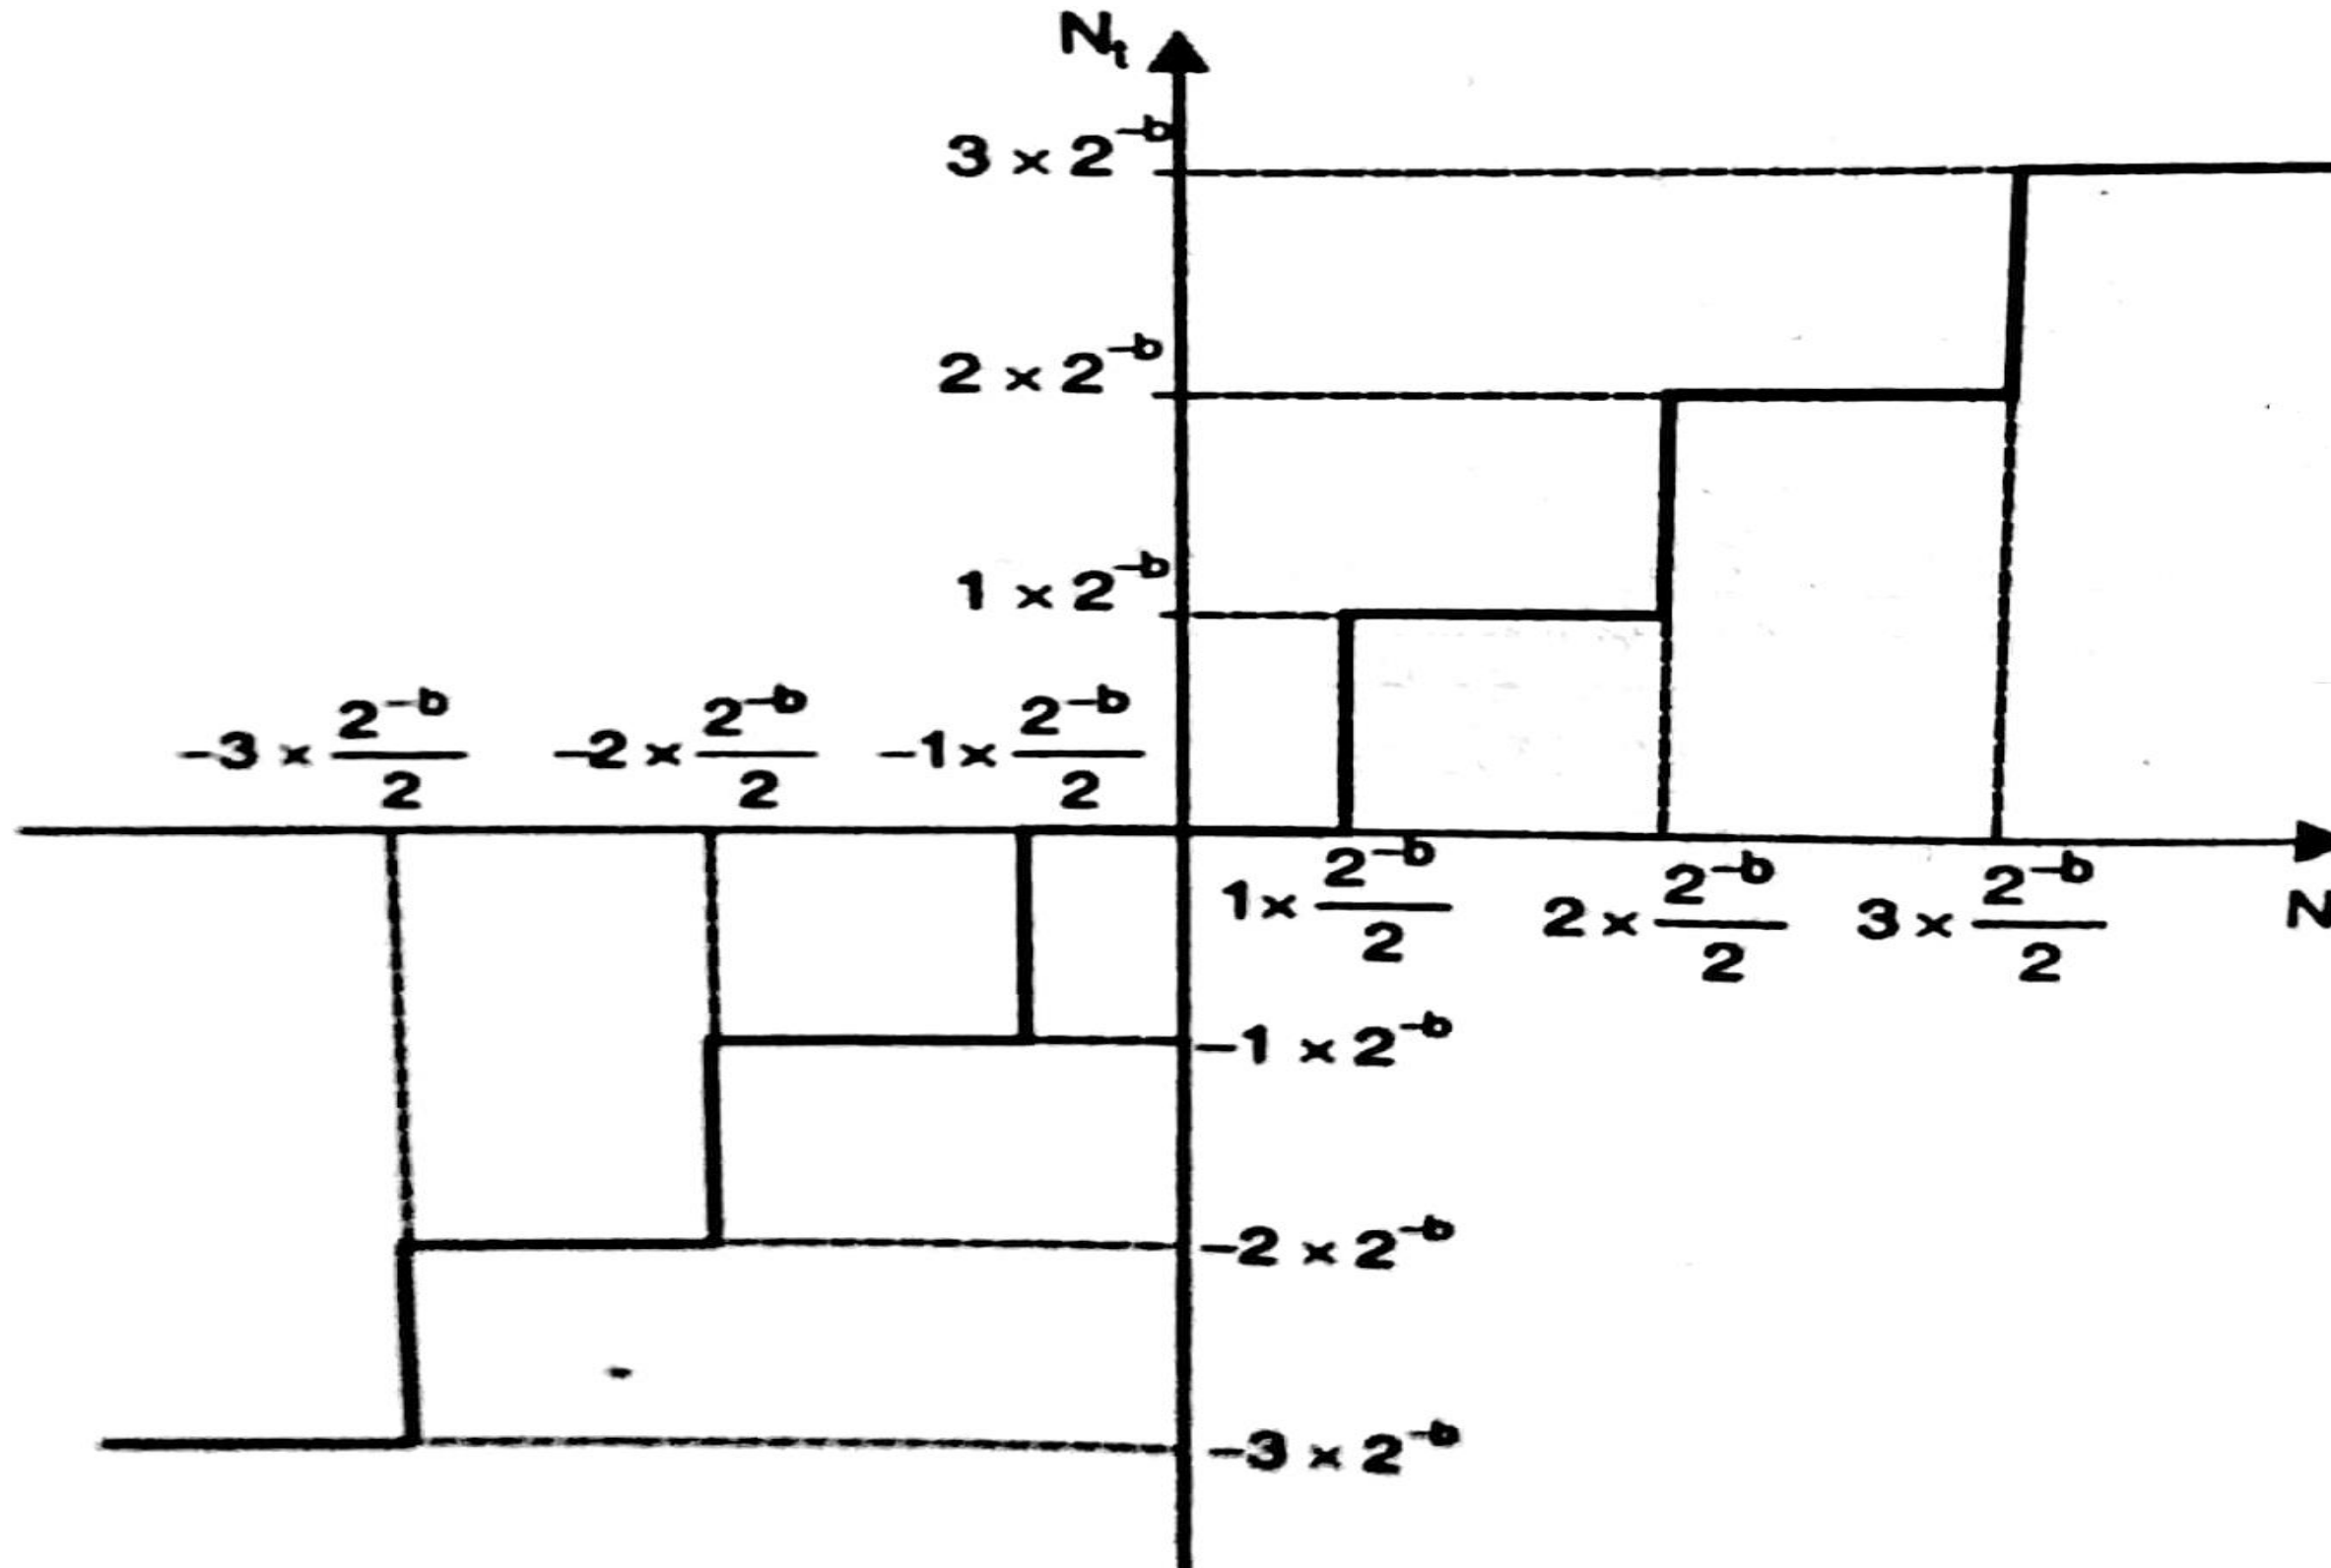 Nₜ
3 × 2⁻ᵇ
2 × 2⁻ᵇ
1 × 2⁻ᵇ
-3 × 2⁻ᵇ/2 -2 × 2⁻ᵇ/2 -1 × 2⁻ᵇ/2
1 × 2⁻ᵇ/2 2 × 2⁻ᵇ/2 3 × 2⁻ᵇ/2 N
-1 × 2⁻ᵇ
-2 × 2⁻ᵇ
-3 × 2⁻ᵇ